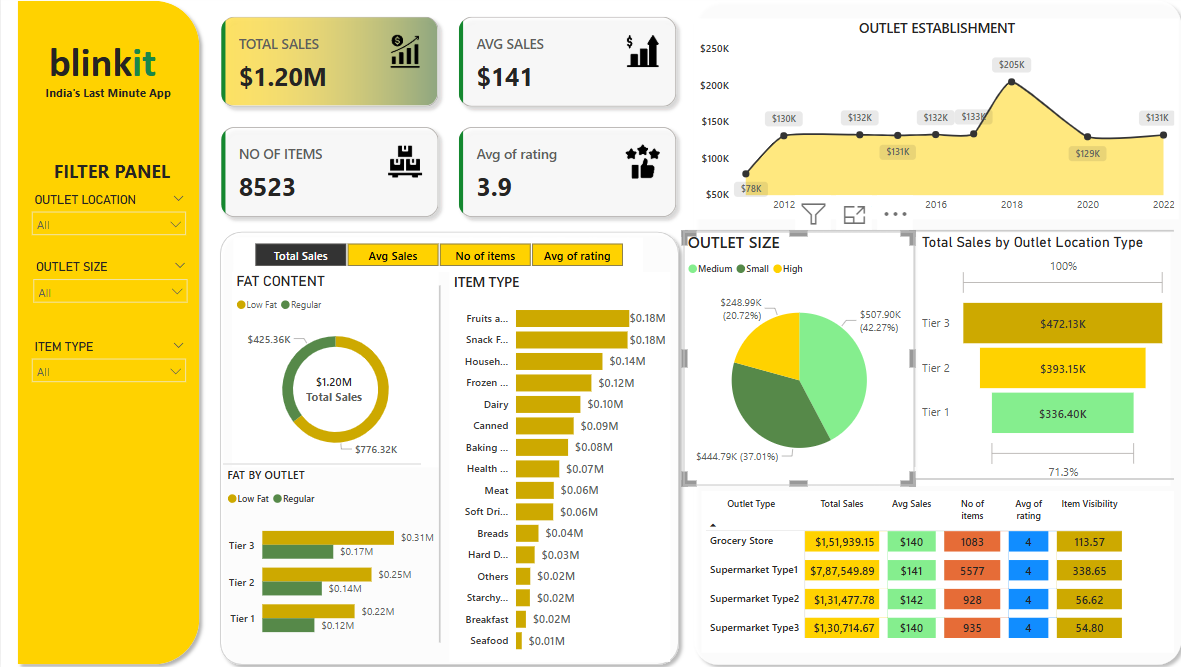 blinkit
India's Last Minute App
FILTER PANEL
OUTLET LOCATION
All
OUTLET SIZE
All
ITEM TYPE
All
TOTAL SALES
$1.20M
AVG SALES
$141
NO OF ITEMS
8523
Avg of rating
3.9
OUTLET ESTABLISHMENT
$250K
$200K
$150K
$100K
$50K
$78K
$130K
$132K
$131K
$132K
$133K
$205K
$129K
$131K
2012
2016
2018
2020
2022
Total Sales
Avg Sales
No of items
Avg of rating
FAT CONTENT
Low Fat
Regular
$425.36K
$1.20M
Total Sales
$776.32K
FAT BY OUTLET
Low Fat
Regular
Tier 3
$0.31M
$0.17M
Tier 2
$0.25M
$0.14M
Tier 1
$0.22M
$0.12M
ITEM TYPE
Fruits a... $0.18M
Snack F... $0.18M
Househ... $0.14M
Frozen ... $0.12M
Dairy $0.10M
Canned $0.09M
Baking ... $0.08M
Health ... $0.07M
Meat $0.06M
Soft Dri... $0.06M
Breads $0.04M
Hard D... $0.03M
Others $0.02M
Starchy... $0.02M
Breakfast $0.02M
Seafood $0.01M
OUTLET SIZE
Medium Small High
$248.99K
(20.72%)
$507.90K
(42.27%)
$444.79K (37.01%)
Total Sales by Outlet Location Type
100%
Tier 3 $472.13K
Tier 2 $393.15K
Tier 1 $336.40K
71.3%
Outlet Type Total Sales Avg Sales No of items Avg of rating Item Visibility
Grocery Store $1,51,939.15 $140 1083 4 113.57
Supermarket Type1 $7,87,549.89 $141 5577 4 338.65
Supermarket Type2 $1,31,477.78 $142 928 4 56.62
Supermarket Type3 $1,30,714.67 $140 935 4 54.80